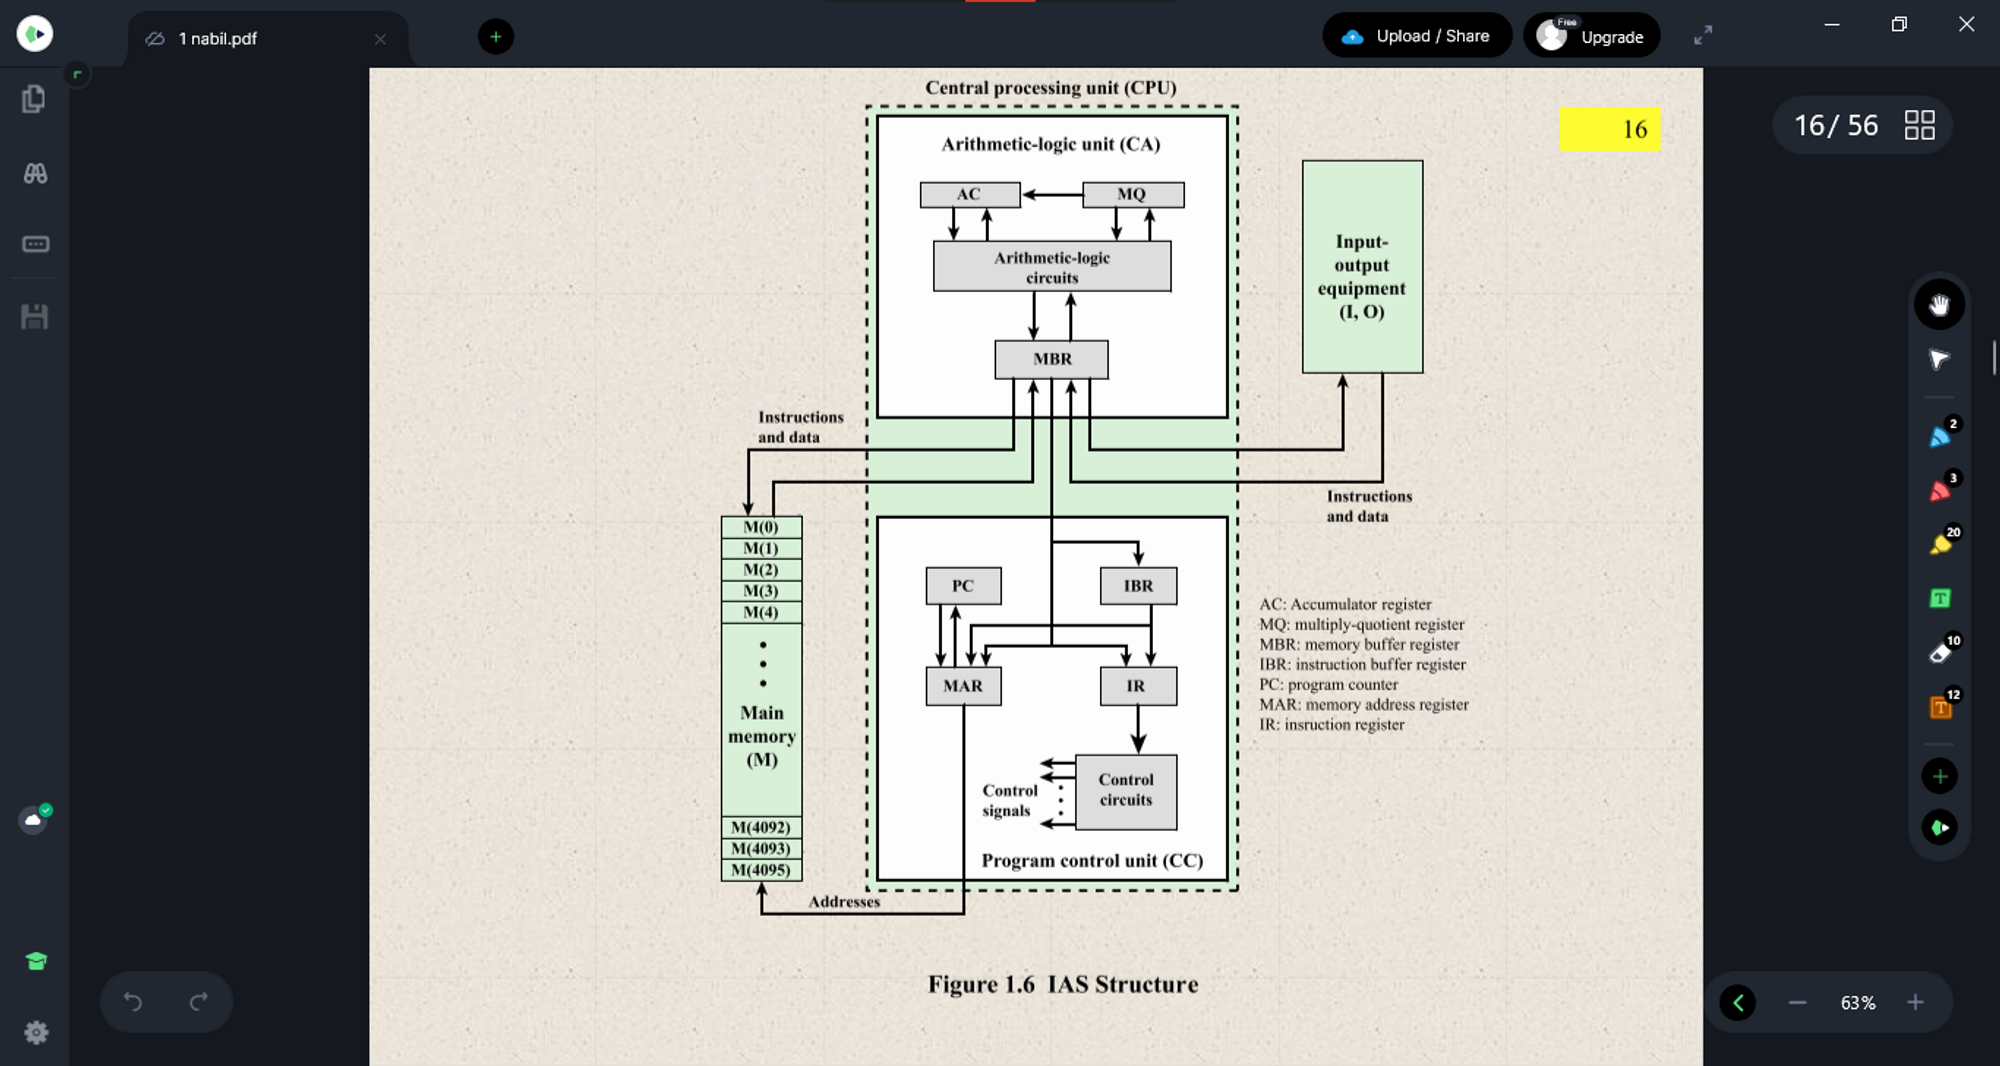 1 nabil.pdf
Upload / Share
Free
Upgrade
16/ 56
16
Central processing unit (CPU)
Arithmetic-logic unit (CA)
AC
MQ
Arithmetic-logic
circuits
MBR
Input-
output
equipment
(I, O)
Instructions
and data
Instructions
and data
M(0)
M(1)
M(2)
M(3)
M(4)
Main
memory
(M)
M(4092)
M(4093)
M(4095)
PC
IBR
MAR
IR
Control
circuits
Control
signals
Program control unit (CC)
Addresses
AC: Accumulator register
MQ: multiply-quotient register
MBR: memory buffer register
IBR: instruction buffer register
PC: program counter
MAR: memory address register
IR: insruction register
Figure 1.6 IAS Structure
2
3
20
T
10
12
T
63%